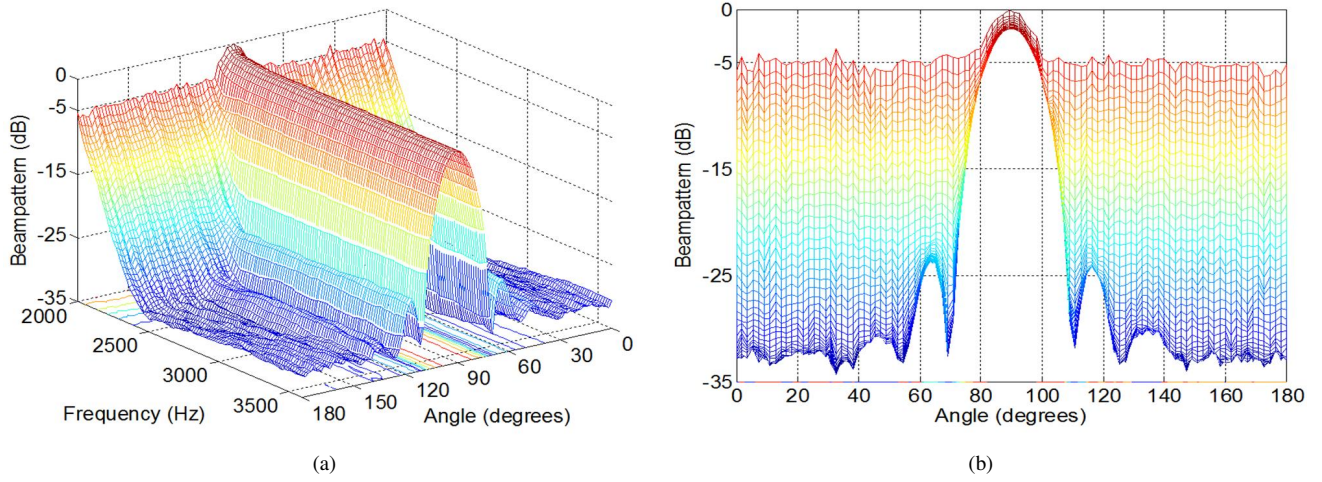 0
-5
-15
-25
-35
Beampattern (dB)
2000
2500
3000
3500
Frequency (Hz)
180
150
120
90
60
30
0
Angle (degrees)
(a)
0
-5
-15
-25
-35
Beampattern (dB)
0 20 40 60 80 100 120 140 160 180
Angle (degrees)
(b)